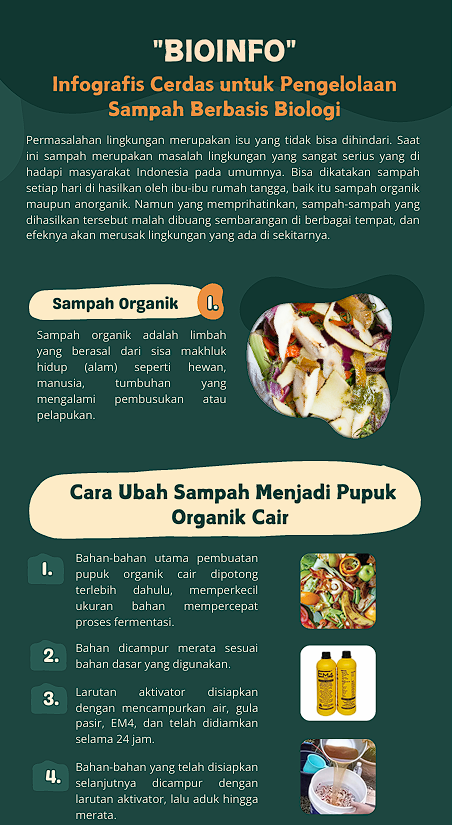 "BIOINFO"
Infografis Cerdas untuk Pengelolaan
Sampah Berbasis Biologi
Permasalahan lingkungan merupakan isu yang tidak bisa dihindari. Saat
ini sampah merupakan masalah lingkungan yang sangat serius yang di
hadapi masyarakat Indonesia pada umumnya. Bisa dikatakan sampah
setiap hari di hasilkan oleh ibu-ibu rumah tangga, baik itu sampah organik
maupun anorganik. Namun yang memprihatinkan, sampah-sampah yang
dihasilkan tersebut malah dibuang sembarangan di berbagai tempat, dan
efeknya akan merusak lingkungan yang ada di sekitarnya.
Sampah Organik 1.
Sampah organik adalah limbah
yang berasal dari sisa makhluk
hidup (alam) seperti hewan,
manusia, tumbuhan yang
mengalami pembusukan atau
pelapukan.
Cara Ubah Sampah Menjadi Pupuk
Organik Cair
1.
Bahan-bahan utama pembuatan
pupuk organik cair dipotong
terlebih dahulu, memperkecil
ukuran bahan mempercepat
proses fermentasi.
2.
Bahan dicampur merata sesuai
bahan dasar yang digunakan.
3.
Larutan aktivator disiapkan
dengan mencampurkan air, gula
pasir, EM4, dan telah didiamkan
selama 24 jam.
EM4
4.
Bahan-bahan yang telah disiapkan
selanjutnya dicampur dengan
larutan aktivator, lalu aduk hingga
merata.